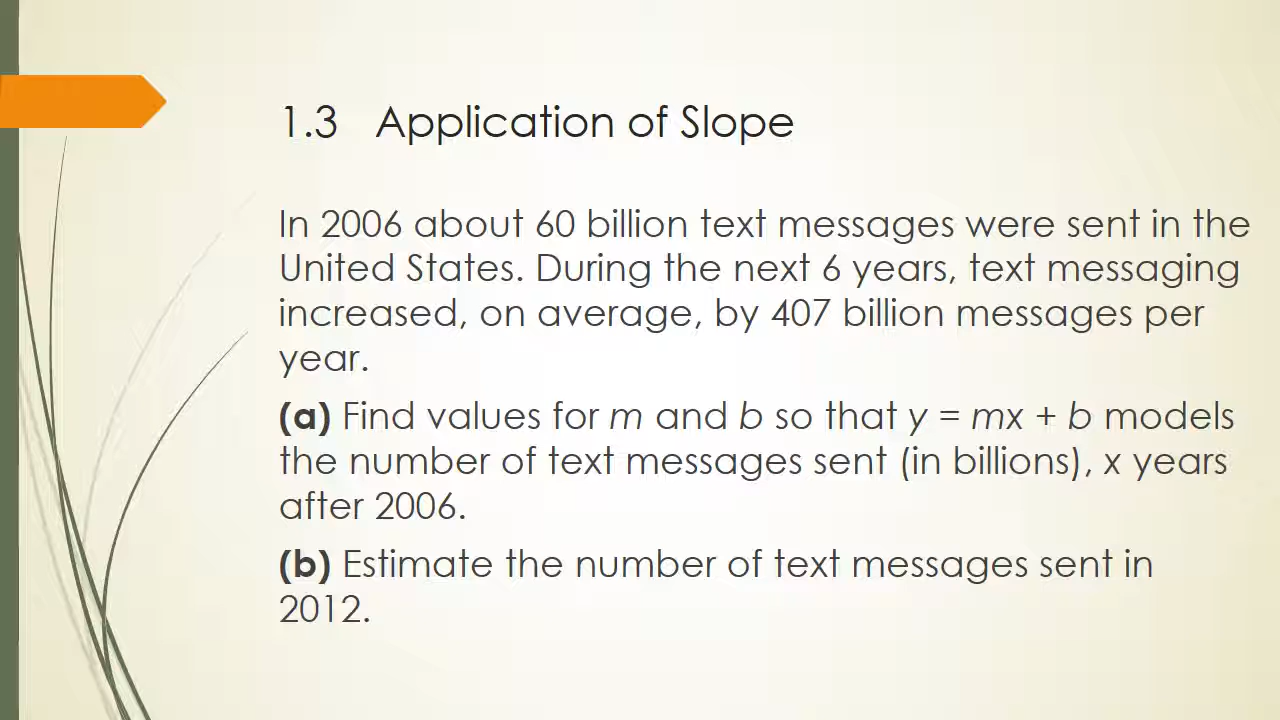 1.3 Application of Slope
In 2006 about 60 billion text messages were sent in the
United States. During the next 6 years, text messaging
increased, on average, by 407 billion messages per
year.
(a) Find values for m and b so that y = mx + b models
the number of text messages sent (in billions), x years
after 2006.
(b) Estimate the number of text messages sent in
2012.